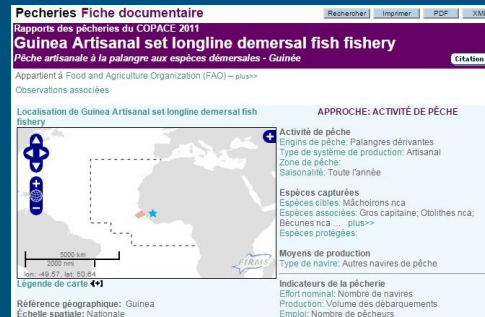 Pecheries Fiche documentaire
Rechercher Imprimer PDF XML
Rapports des pêcheries du COPACE 2011
Guinea Artisanal set longline demersal fish fishery
Pêche artisanale à la palangre aux espèces démersales - Guinée
Citation
Appartient á Food and Agriculture Organization (FAO) – plus>>
Observations associées
Localisation de Guinea Artisanal set longline demersal fish fishery
5000 km
2000 nmi
lon: -49.57, lat: 50.64
FIRMS
Légende de carte [+]
Référence géographique: Guinea
Échelle spatiale: Nationale
APPROCHE: ACTIVITÉ DE PÊCHE
Activité de pêche
Engins de pêche: Palangres dérivantes
Type de système de production: Artisanal
Zone de pêche:
Saisonalité: Toute l'année
Espèces capturées
Espèces cibles: Mâchoirons nca
Espèces associées: Gros capitaine; Otolithes nca;
Bécunes nca ... plus>>
Espèces protégées:
Moyens de production
Type de navire: Autres navires de pêche
Indicateurs de la pêcherie
Effort nominal: Nombre de navires
Production: Volume des débarquements
Emploi: Nombre de pêcheurs